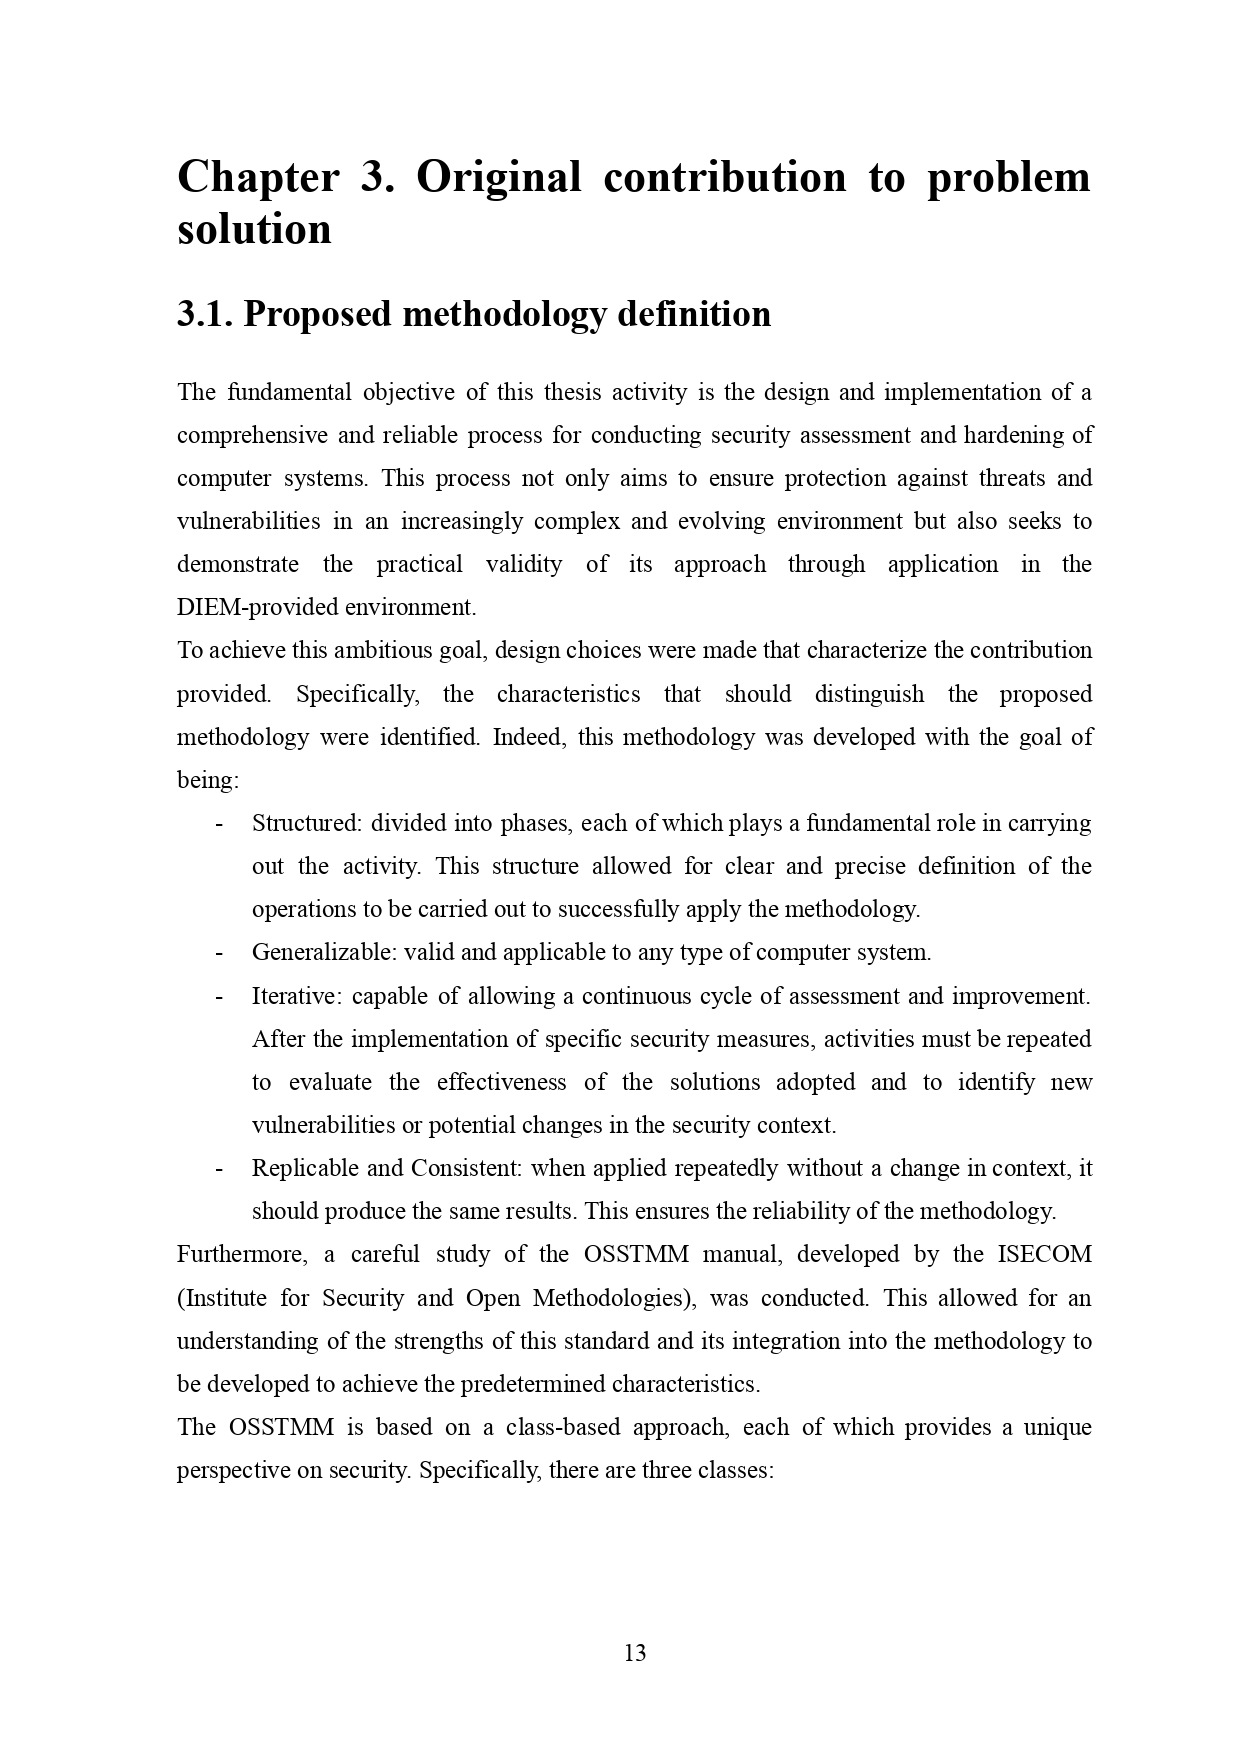 Chapter 3. Original contribution to problem
solution
3.1. Proposed methodology definition
The fundamental objective of this thesis activity is the design and implementation of a
comprehensive and reliable process for conducting security assessment and hardening of
computer systems. This process not only aims to ensure protection against threats and
vulnerabilities in an increasingly complex and evolving environment but also seeks to
demonstrate the practical validity of its approach through application in the
DIEM-provided environment.
To achieve this ambitious goal, design choices were made that characterize the contribution
provided. Specifically, the characteristics that should distinguish the proposed
methodology were identified. Indeed, this methodology was developed with the goal of
being:
- Structured: divided into phases, each of which plays a fundamental role in carrying
out the activity. This structure allowed for clear and precise definition of the
operations to be carried out to successfully apply the methodology.
- Generalizable: valid and applicable to any type of computer system.
- Iterative: capable of allowing a continuous cycle of assessment and improvement.
After the implementation of specific security measures, activities must be repeated
to evaluate the effectiveness of the solutions adopted and to identify new
vulnerabilities or potential changes in the security context.
- Replicable and Consistent: when applied repeatedly without a change in context, it
should produce the same results. This ensures the reliability of the methodology.
Furthermore, a careful study of the OSSTMM manual, developed by the ISECOM
(Institute for Security and Open Methodologies), was conducted. This allowed for an
understanding of the strengths of this standard and its integration into the methodology to
be developed to achieve the predetermined characteristics.
The OSSTMM is based on a class-based approach, each of which provides a unique
perspective on security. Specifically, there are three classes:
13